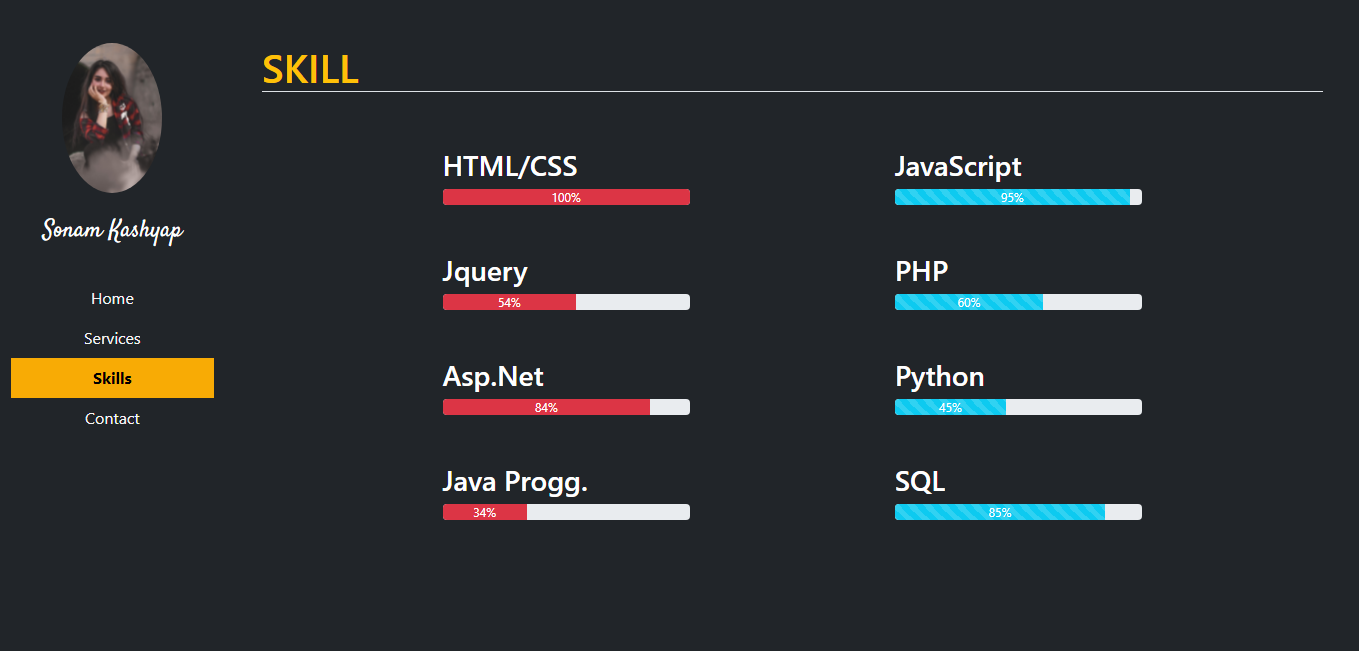 Sonam Kashyap
Home
Services
Skills
Contact
SKILL
HTML/CSS
100%
JavaScript
95%
Jquery
54%
PHP
60%
Asp.Net
84%
Python
45%
Java Progg.
34%
SQL
85%